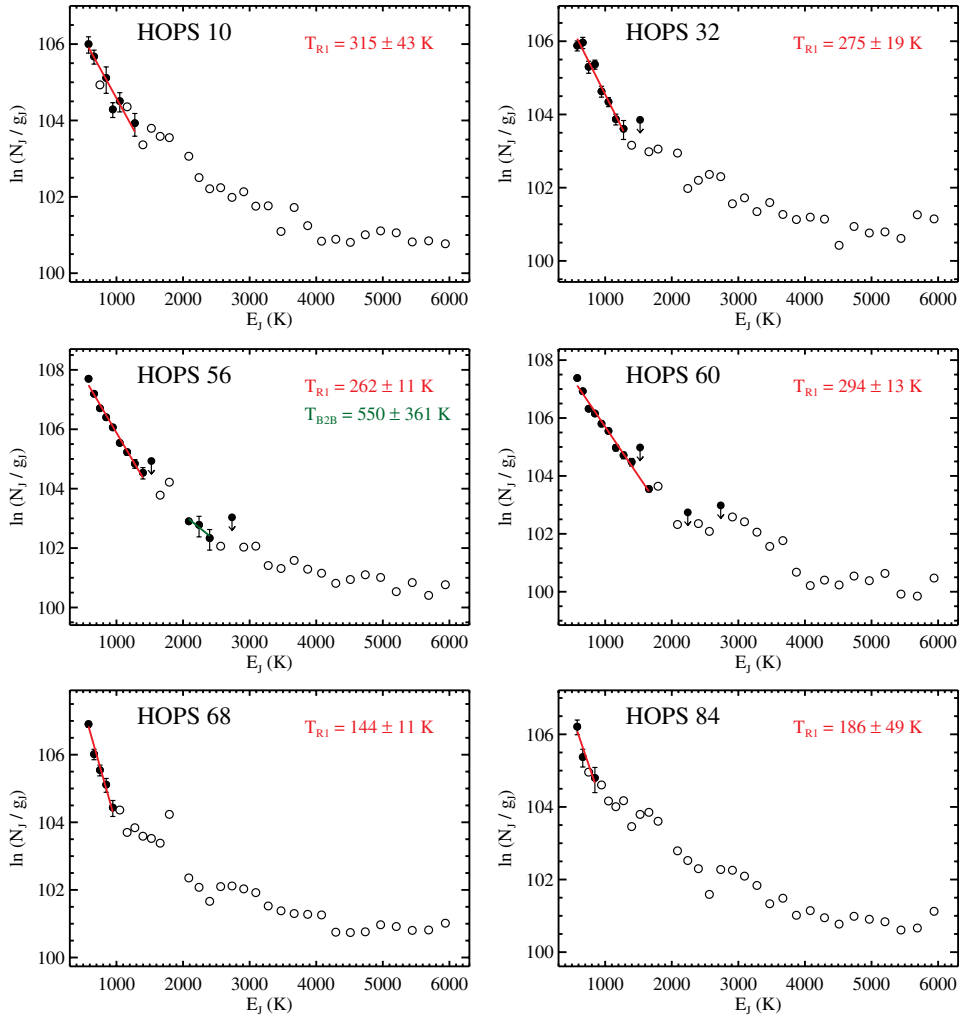 HOPS 10
T_R1 = 315 ± 43 K
ln (N_J / g_J)
106
104
102
100
1000 2000 3000 4000 5000 6000
E_J (K)
HOPS 32
T_R1 = 275 ± 19 K
ln (N_J / g_J)
106
104
102
100
1000 2000 3000 4000 5000 6000
E_J (K)
HOPS 56
T_R1 = 262 ± 11 K
T_B2B = 550 ± 361 K
ln (N_J / g_J)
108
106
104
102
100
1000 2000 3000 4000 5000 6000
E_J (K)
HOPS 60
T_R1 = 294 ± 13 K
ln (N_J / g_J)
108
106
104
102
100
1000 2000 3000 4000 5000 6000
E_J (K)
HOPS 68
T_R1 = 144 ± 11 K
ln (N_J / g_J)
106
104
102
100
1000 2000 3000 4000 5000 6000
E_J (K)
HOPS 84
T_R1 = 186 ± 49 K
ln (N_J / g_J)
106
104
102
100
1000 2000 3000 4000 5000 6000
E_J (K)